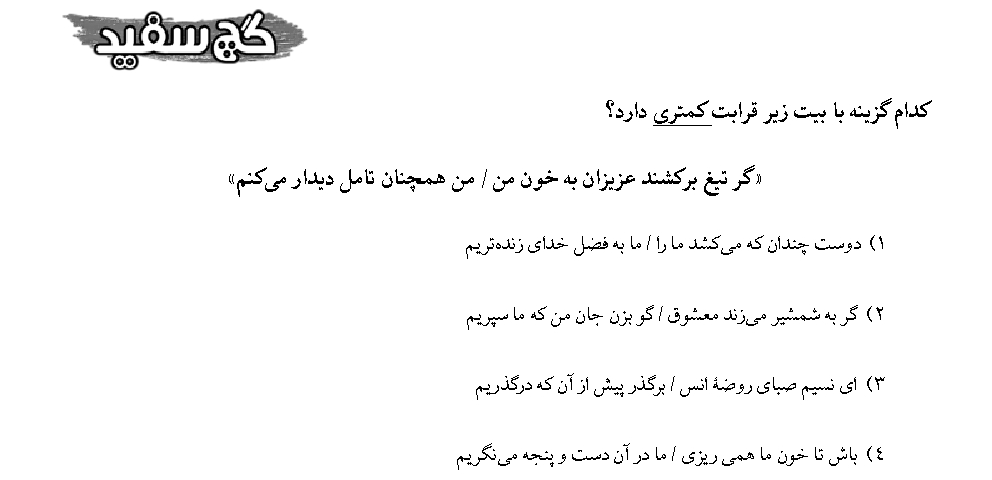 گچ سفید
کدام گزینه با بیت زیر قرابت کمتری دارد؟
«گر تیغ برکشند عزیزان به خون من / من همچنان تامل دیدار می‌کنم»
۱) دوست چندان که می‌کشد ما را / ما به فضل خدای زنده‌تریم
۲) گر به شمشیر می‌زند معشوق / گو بزن جان من که ما سپریم
۳) ای نسیم صبای روضهٔ انس / برگذر پیش از آن که درگذریم
۴) باش تا خون ما همی ریزی / ما در آن دست و پنجه می‌نگریم